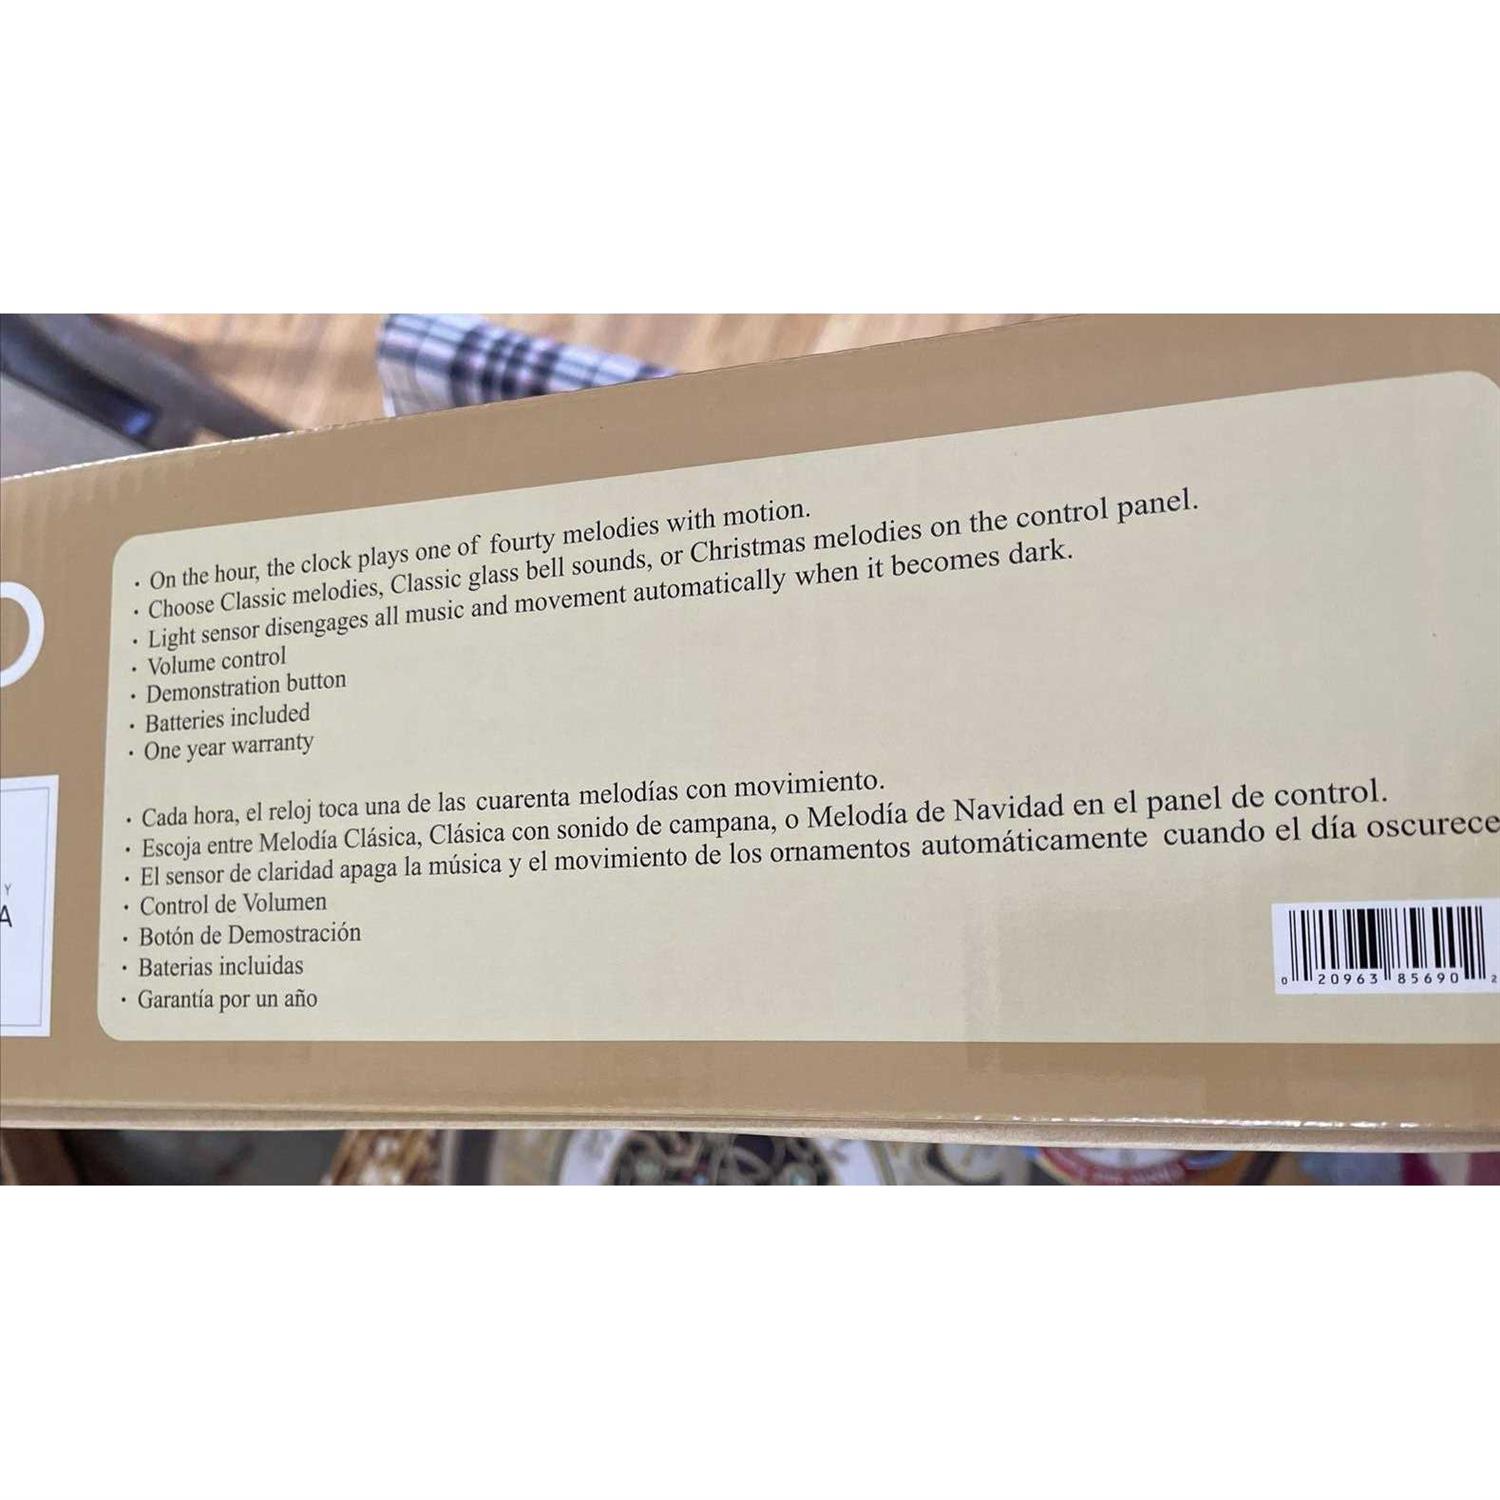 · On the hour, the clock plays one of fourty melodies with motion.
· Choose Classic melodies, Classic glass bell sounds, or Christmas melodies on the control panel.
· Light sensor disengages all music and movement automatically when it becomes dark.
· Volume control
· Demonstration button
· Batteries included
· One year warranty
· Cada hora, el reloj toca una de las cuarenta melodías con movimiento.
· Escoja entre Melodía Clásica, Clásica con sonido de campana, o Melodía de Navidad en el panel de control.
· El sensor de claridad apaga la música y el movimiento de los ornamentos automáticamente cuando el día oscurece
· Control de Volumen
· Botón de Demostración
· Baterias incluidas
· Garantía por un año
Y
A
0 20963 85690 2